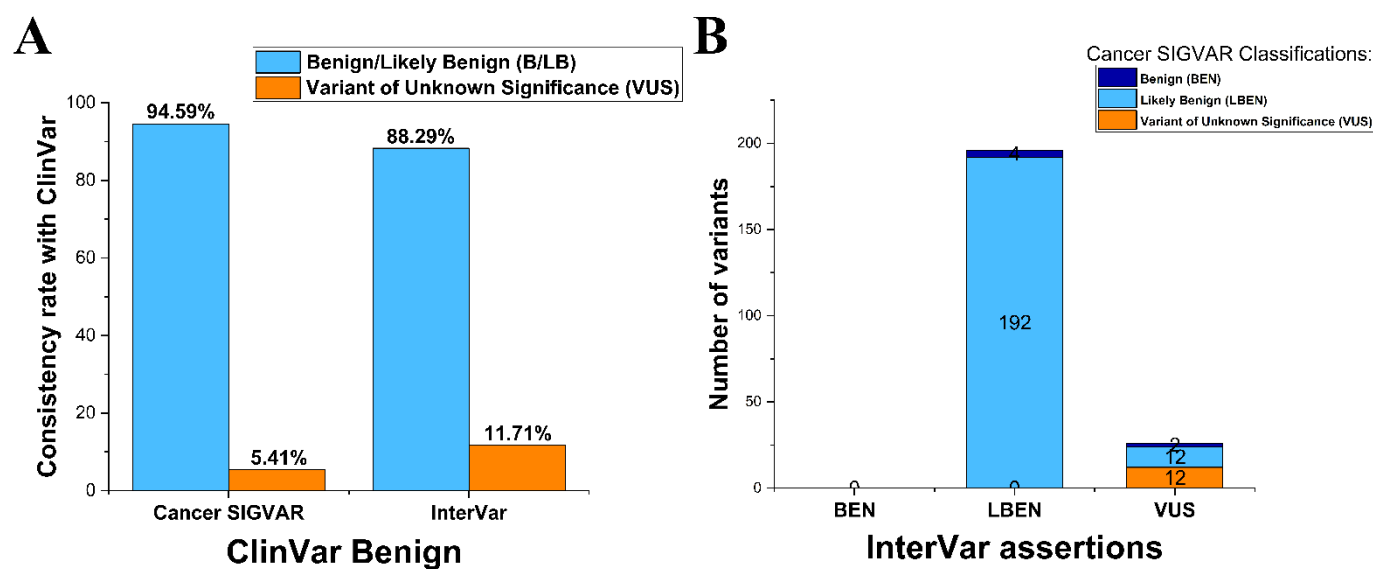 A
Benign/Likely Benign (B/LB)
Variant of Unknown Significance (VUS)
Consistency rate with ClinVar
100
80
60
40
20
0
94.59%
5.41%
88.29%
11.71%
Cancer SIGVAR
InterVar
ClinVar Benign
B
Cancer SIGVAR Classifications:
Benign (BEN)
Likely Benign (LBEN)
Variant of Unknown Significance (VUS)
Number of variants
200
150
100
50
0
0
4
192
0
2
12
12
BEN
LBEN
VUS
InterVar assertions